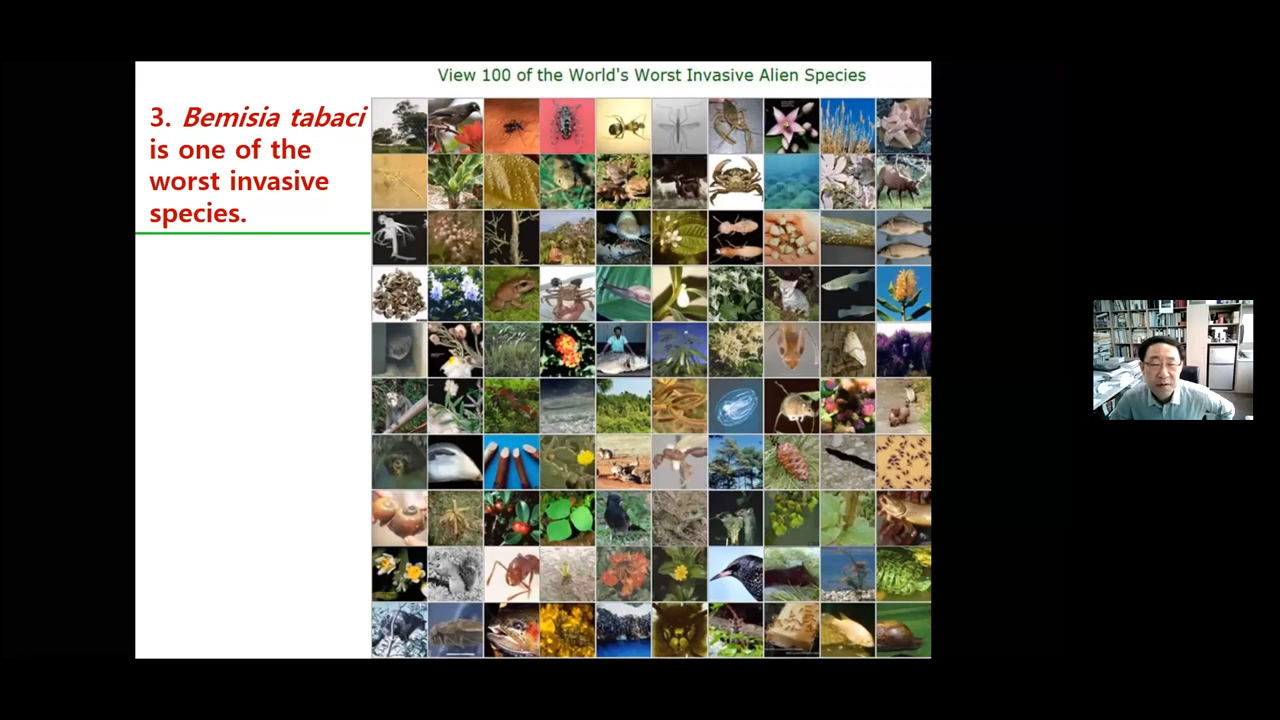 View 100 of the World's Worst Invasive Alien Species
3. Bemisia tabaci
is one of the
worst invasive
species.